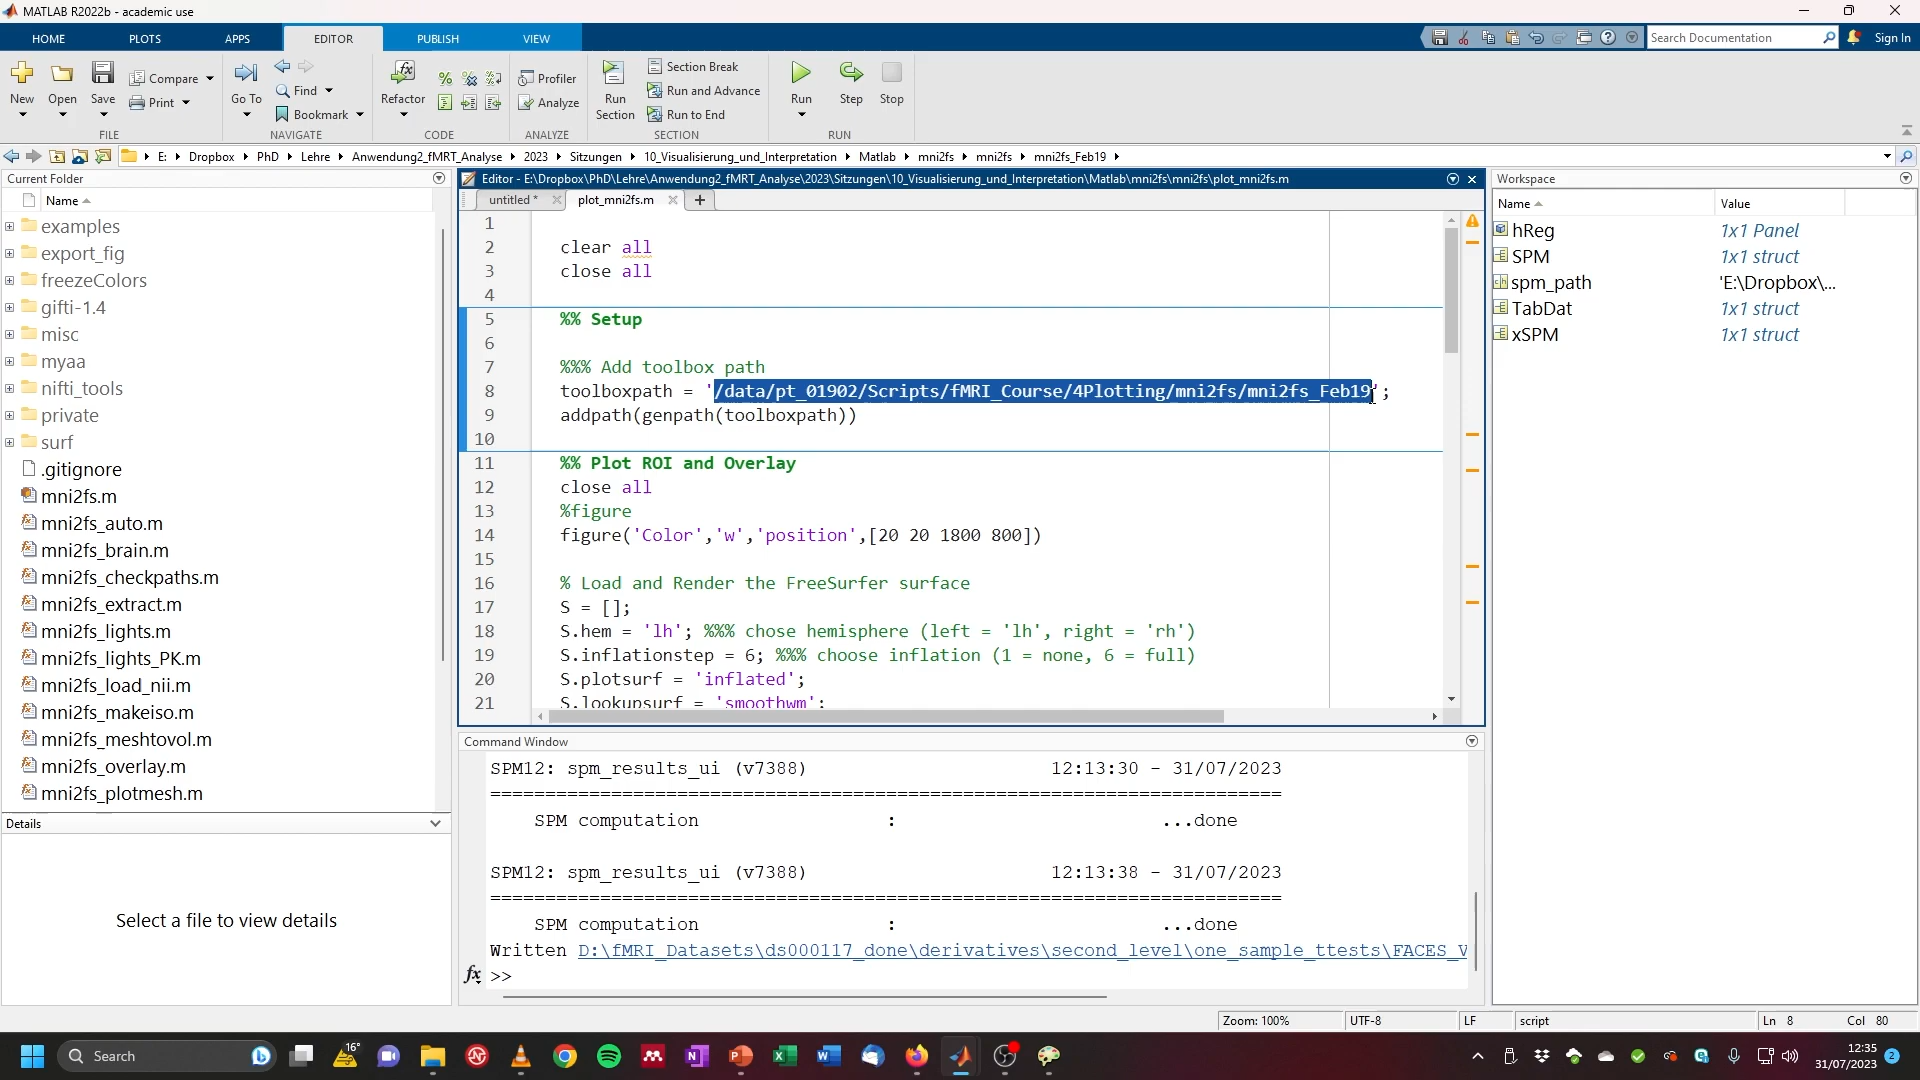 MATLAB R2022b - academic use
HOME PLOTS APPS EDITOR PUBLISH VIEW
Search Documentation
Sign In
New Open Save Compare Print
FILE
Go To Find Bookmark
NAVIGATE
Refactor
CODE
Profiler
Analyze
ANALYZE
Run Section
Section Break
Run and Advance
Run to End
SECTION
Run Step Stop
RUN
E: Dropbox PhD Lehre Anwendung2_fMRT_Analyse 2023 Sitzungen 10_Visualisierung_und_Interpretation Matlab mni2fs mni2fs mni2fs_Feb19
Current Folder
Name
examples
export_fig
freezeColors
gifti-1.4
misc
myaa
nifti_tools
private
surf
.gitignore
mni2fs.m
mni2fs_auto.m
mni2fs_brain.m
mni2fs_checkpaths.m
mni2fs_extract.m
mni2fs_lights.m
mni2fs_lights_PK.m
mni2fs_load_nii.m
mni2fs_makeiso.m
mni2fs_meshtovol.m
mni2fs_overlay.m
mni2fs_plotmesh.m
Details
Select a file to view details
Editor - E:\Dropbox\PhD\Lehre\Anwendung2_fMRT_Analyse\2023\Sitzungen\10_Visualisierung_und_Interpretation\Matlab\mni2fs\mni2fs\plot_mni2fs.m
untitled * plot_mni2fs.m
1
2 clear all
3 close all
4
5 %% Setup
6
7 %%% Add toolbox path
8 toolboxpath = '/data/pt_01902/Scripts/fMRI_Course/4Plotting/mni2fs/mni2fs_Feb19';
9 addpath(genpath(toolboxpath))
10
11 %% Plot ROI and Overlay
12 close all
13 %figure
14 figure('Color','w','position',[20 20 1800 800])
15
16 % Load and Render the FreeSurfer surface
17 S = [];
18 S.hem = 'lh'; %%% chose hemisphere (left = 'lh', right = 'rh')
19 S.inflationstep = 6; %%% choose inflation (1 = none, 6 = full)
20 S.plotsurf = 'inflated';
21 S.lookupsurf = 'smoothwm';
Command Window
SPM12: spm_results_ui (v7388) 12:13:30 - 31/07/2023
========================================================================
SPM computation : ...done
SPM12: spm_results_ui (v7388) 12:13:38 - 31/07/2023
========================================================================
SPM computation : ...done
Written D:\fMRI_Datasets\ds000117_done\derivatives\second_level\one_sample_ttests\FACES_V
fx >>
Workspace
Name Value
hReg 1x1 Panel
SPM 1x1 struct
spm_path 'E:\Dropbox\...
TabDat 1x1 struct
xSPM 1x1 struct
Zoom: 100% UTF-8 LF script Ln 8 Col 80
Search
16°
12:35
31/07/2023
2